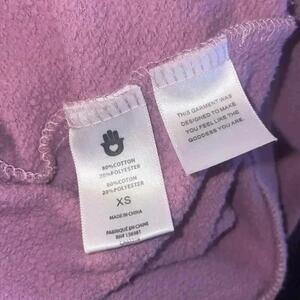 80%COTTON
20%POLYESTER
80%COTON
20%POLYESTER
XS
MADE IN CHINA
FABRIQUÉ EN CHINE
THIS GARMENT WAS
DESIGNED TO MAKE
YOU FEEL LIKE THE
GODDESS YOU ARE.